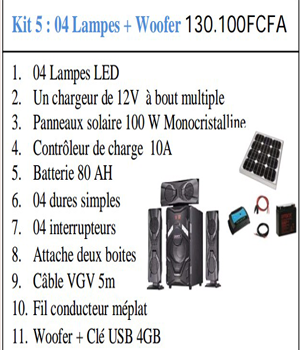 Kit 5 : 04 Lampes + Woofer 130.100FCFA
1. 04 Lampes LED
2. Un chargeur de 12V à bout multiple
3. Panneaux solaire 100 W Monocristalline
4. Contrôleur de charge 10A
5. Batterie 80 AH
6. 04 dures simples
7. 04 interrupteurs
8. Attache deux boites
9. Câble VGV 5m
10. Fil conducteur méplat
11. Woofer + Clé USB 4GB